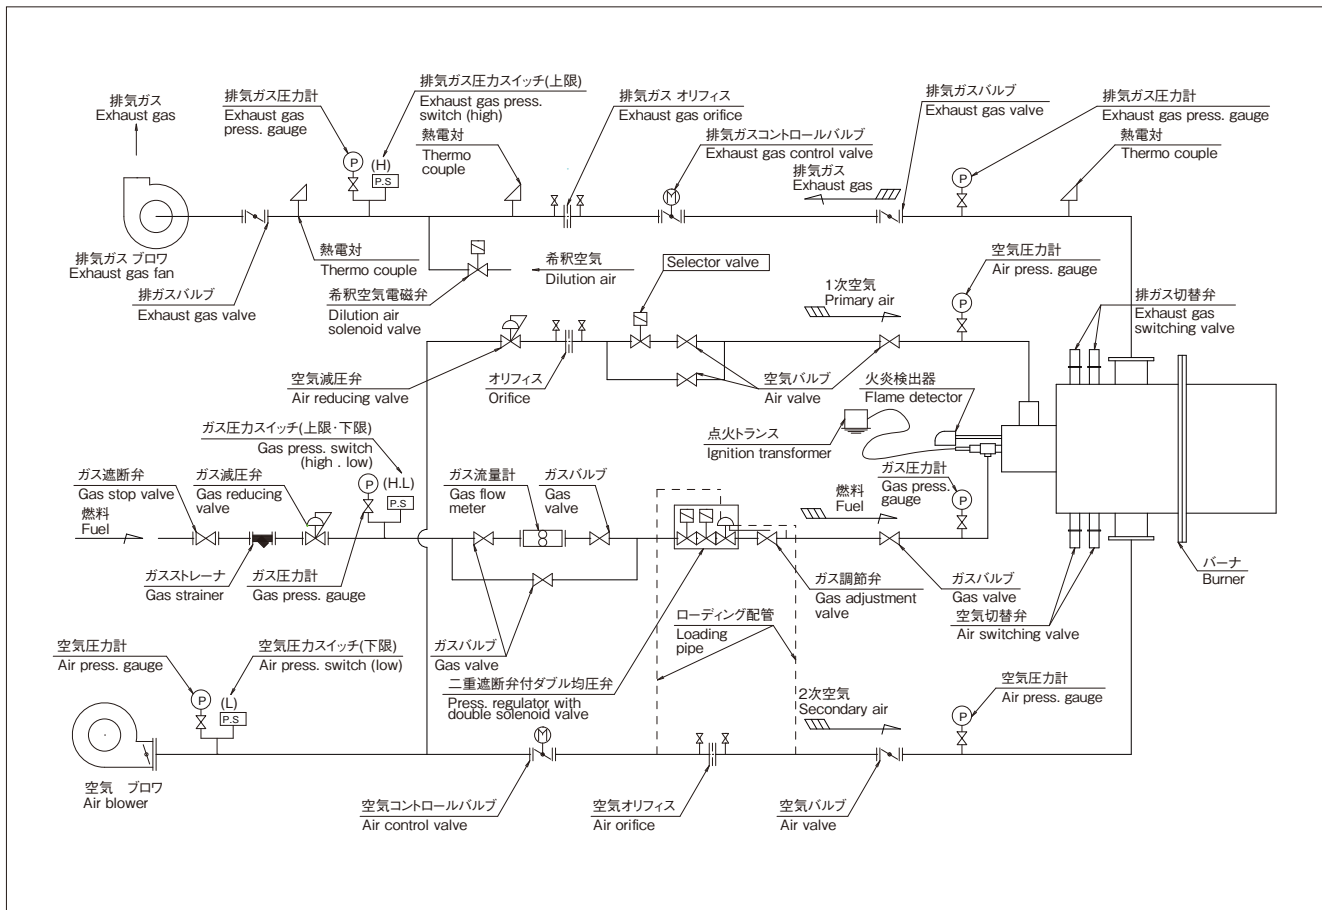 排気ガス
Exhaust gas
排気ガス圧力計
Exhaust gas
press. gauge
排気ガス圧力スイッチ(上限)
Exhaust gas press.
switch (high)
熱電対
Thermo
couple
排気ガス オリフィス
Exhaust gas orifice
排気ガスコントロールバルブ
Exhaust gas control valve
排気ガスバルブ
Exhaust gas valve
排気ガス圧力計
Exhaust gas press. gauge
熱電対
Thermo couple
排気ガス
Exhaust gas
P
(H)
P.S
M
P
排気ガス ブロワ
Exhaust gas fan
排ガスバルブ
Exhaust gas valve
熱電対
Thermo couple
希釈空気電磁弁
Dilution air
solenoid valve
希釈空気
Dilution air
Selector valve
1次空気
Primary air
空気圧力計
Air press. gauge
P
排ガス切替弁
Exhaust gas
switching valve
空気減圧弁
Air reducing valve
オリフィス
Orifice
空気バルブ
Air valve
火炎検出器
Flame detector
点火トランス
Ignition transformer
ガス圧力スイッチ(上限･下限)
Gas press. switch
(high . low)
ガス遮断弁
Gas stop valve
燃料
Fuel
ガス減圧弁
Gas reducing
valve
P
(H.L)
P.S
ガス流量計
Gas flow
meter
ガスバルブ
Gas
valve
燃料
Fuel
ガス圧力計
Gas press.
gauge
P
ガスストレーナ
Gas strainer
ガス圧力計
Gas press. gauge
ガスバルブ
Gas valve
ガス調節弁
Gas adjustment
valve
ガスバルブ
Gas valve
空気切替弁
Air switching valve
バーナ
Burner
ローディング配管
Loading
pipe
二重遮断弁付ダブル均圧弁
Press. regulator with
double solenoid valve
空気圧力計
Air press. gauge
空気圧力スイッチ(下限)
Air press. switch (low)
P
(L)
P.S
2次空気
Secondary air
空気圧力計
Air press. gauge
P
M
空気 ブロワ
Air blower
空気コントロールバルブ
Air control valve
空気オリフィス
Air orifice
空気バルブ
Air valve